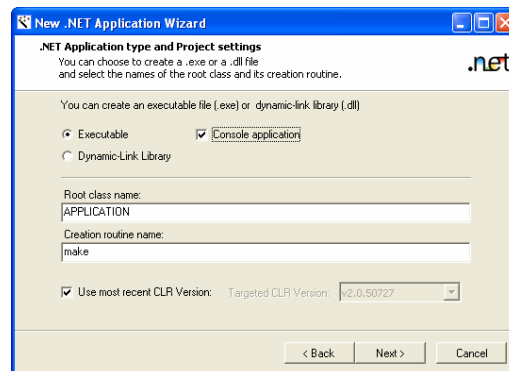 New .NET Application Wizard
.NET Application type and Project settings
You can choose to create a .exe or a .dll file
and select the names of the root class and its creation routine.
.net
You can create an executable file (.exe) or dynamic-link library (.dll)
Executable
Console application
Dynamic-Link Library
Root class name:
APPLICATION
Creation routine name:
make
Use most recent CLR Version: Targeted CLR Version: v2.0.50727
< Back Next > Cancel